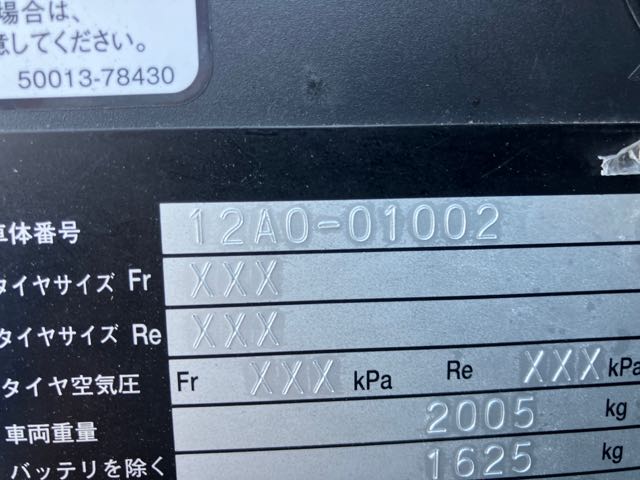 場合は、
意してください。
50013-78430
車体番号 12A0-01002
タイヤサイズ Fr XXX
タイヤサイズ Re XXX
タイヤ空気圧 Fr XXX kPa Re XXX kPa
車両重量 2005 kg
バッテリを除く 1625 kg